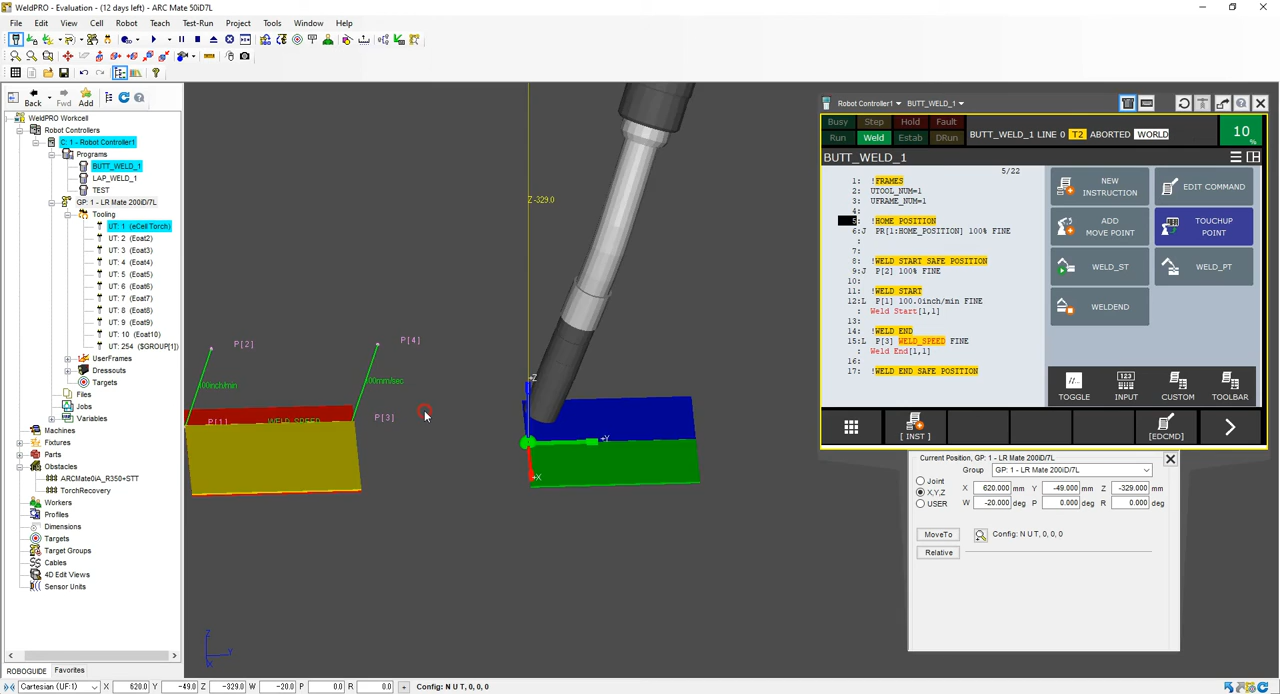 WeldPRO - Evaluation - (12 days left) - ARC Mate 50iD7L
File Edit View Cell Robot Teach Test-Run Project Tools Window Help
Back Fwd Add
WeldPRO Workcell
Robot Controllers
C: 1 - Robot Controller1
Programs
BUTT_WELD_1
LAP_WELD_1
TEST
GP: 1 - LR Mate 200iD/7L
Tooling
UT: 1 (eCell Torch)
UT: 2 (Eoat2)
UT: 3 (Eoat3)
UT: 4 (Eoat4)
UT: 5 (Eoat5)
UT: 6 (Eoat6)
UT: 7 (Eoat7)
UT: 8 (Eoat8)
UT: 9 (Eoat9)
UT: 10 (Eoat10)
UT: 254 ($GROUP[1])
UserFrames
Dressouts
Targets
Files
Jobs
Variables
Machines
Fixtures
Parts
Obstacles
ARCMate0iA_R350+STT
TorchRecovery
Workers
Profiles
Dimensions
Targets
Target Groups
Cables
4D Edit Views
Sensor Units
ROBOGUIDE Favorites
Cartesian (UF:1) X 620.0 Y -49.0 Z -329.0 W -20.0 P 0.0 R 0.0 Config: N U T, 0, 0, 0
Z -329.0
P[2] P[4]
P[1] WELD_SPEED P[3]
Z
Y
X
Z
Y
X
Robot Controller1 BUTT_WELD_1
Busy Step Hold Fault
Run Weld Estab DRun
BUTT_WELD_1 LINE 0 T2 ABORTED WORLD
10 %
BUTT_WELD_1
5/22
1: !FRAMES
2: UTOOL_NUM=1
3: UFRAME_NUM=1
4:
5: !HOME POSITION
6:J PR[1:HOME_POSITION] 100% FINE
:
7:
8: !WELD START SAFE POSITION
9:J P[2] 100% FINE
10:
11: !WELD START
12:L P[1] 100.0inch/min FINE
: Weld Start[1,1]
13:
14: !WELD END
15:L P[3] WELD_SPEED FINE
: Weld End[1,1]
16:
17: !WELD END SAFE POSITION
NEW INSTRUCTION
EDIT COMMAND
ADD MOVE POINT
TOUCHUP POINT
WELD_ST
WELD_PT
WELDEND
TOGGLE INPUT CUSTOM TOOLBAR
[ INST ] [EDCMD]
Current Position, GP: 1 - LR Mate 200iD/7L
Group GP: 1 - LR Mate 200iD/7L
Joint
X,Y,Z
USER
X 620.000 mm Y -49.000 mm Z -329.000 mm
W -20.000 deg P 0.000 deg R 0.000 deg
MoveTo Config: N U T, 0, 0, 0
Relative